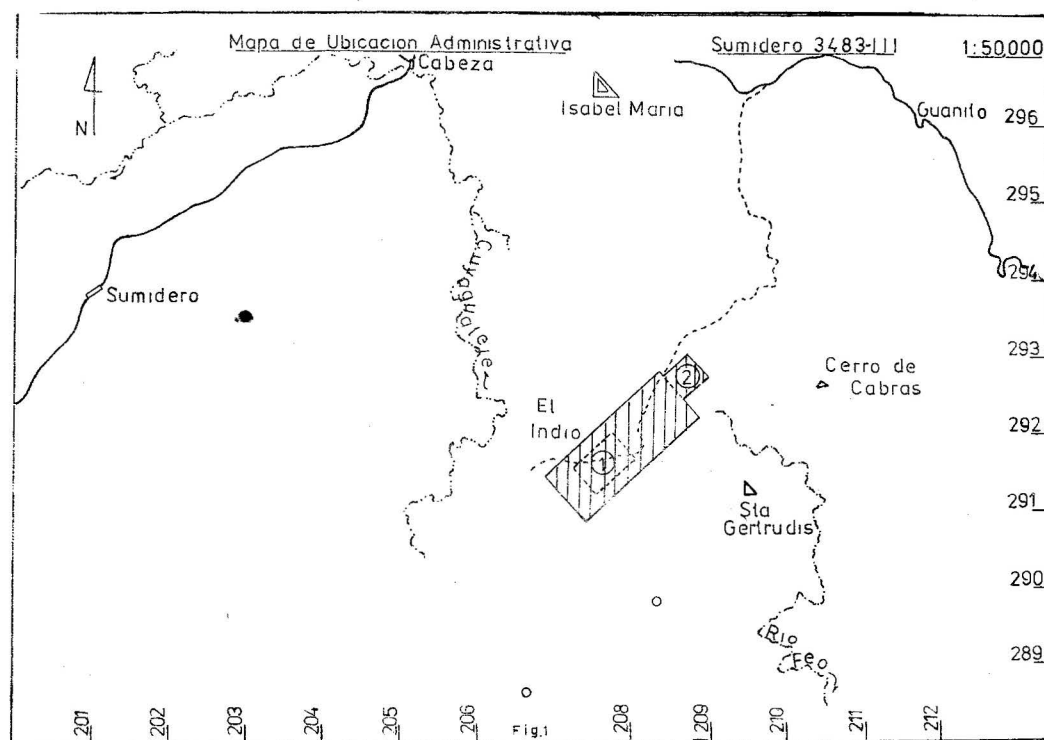 Mapa de Ubicacion Administrativa
Sumidero 3483-III
1:50,000
Cabeza
Isabel Maria
Guanito
296
N
295
Cuyaguateje
294
Sumidero
293
Cerro de
Cabras
2
El
Indio
292
1
291
Sta
Gertrudis
290
Rio
Feo
289
201
202
203
204
205
206
Fig.1
208
209
210
211
212